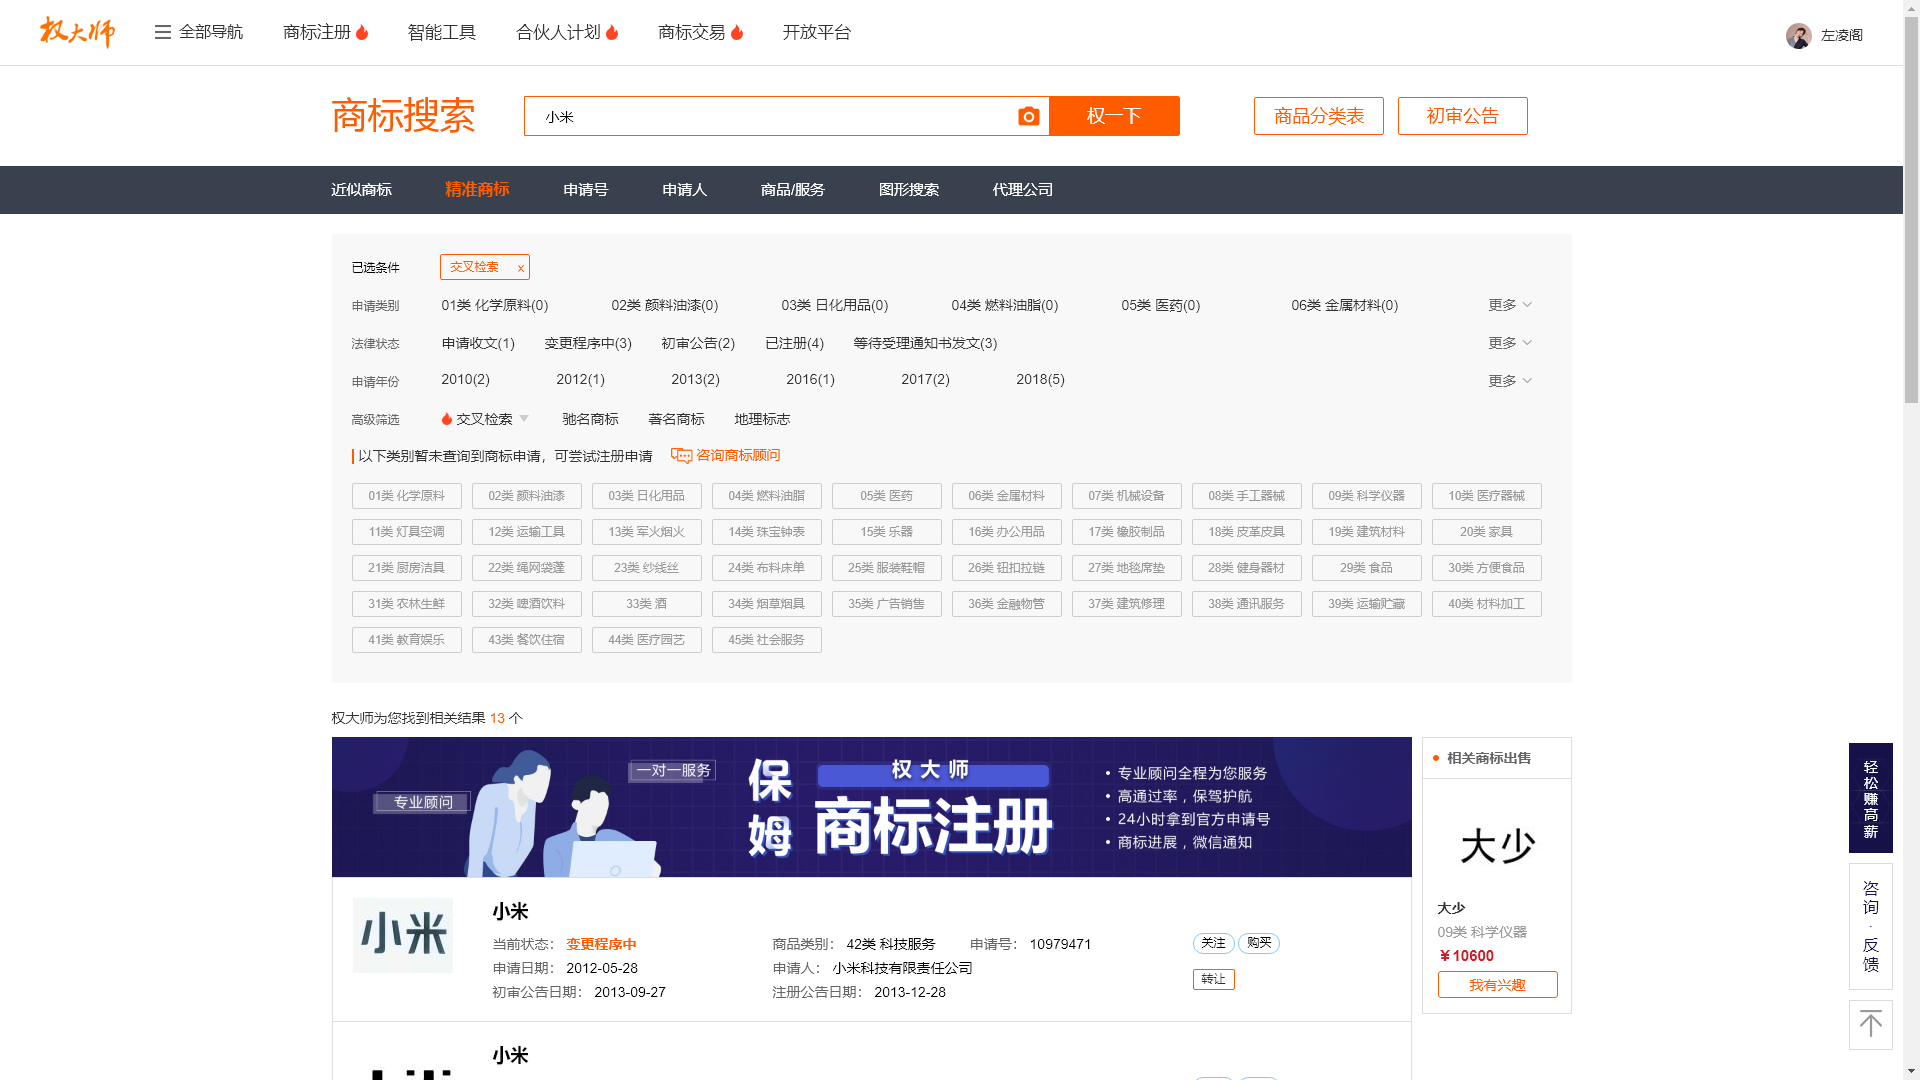 权大师 全部导航 商标注册 智能工具 合伙人计划 商标交易 开放平台 左凌阁
商标搜索 小米 权一下 商品分类表 初审公告
近似商标 精准商标 申请号 申请人 商品/服务 图形搜索 代理公司
已选条件 交叉检索 x
申请类别 01类 化学原料(0) 02类 颜料油漆(0) 03类 日化用品(0) 04类 燃料油脂(0) 05类 医药(0) 06类 金属材料(0) 更多
法律状态 申请收文(1) 变更程序中(3) 初审公告(2) 已注册(4) 等待受理通知书发文(3) 更多
申请年份 2010(2) 2012(1) 2013(2) 2016(1) 2017(2) 2018(5) 更多
高级筛选 交叉检索 驰名商标 著名商标 地理标志
以下类别暂未查询到商标申请，可尝试注册申请 咨询商标顾问
01类 化学原料 02类 颜料油漆 03类 日化用品 04类 燃料油脂 05类 医药 06类 金属材料 07类 机械设备 08类 手工器械 09类 科学仪器 10类 医疗器械
11类 灯具空调 12类 运输工具 13类 军火烟火 14类 珠宝钟表 15类 乐器 16类 办公用品 17类 橡胶制品 18类 皮革皮具 19类 建筑材料 20类 家具
21类 厨房洁具 22类 绳网袋蓬 23类 纱线丝 24类 布料床单 25类 服装鞋帽 26类 钮扣拉链 27类 地毯席垫 28类 健身器材 29类 食品 30类 方便食品
31类 农林生鲜 32类 啤酒饮料 33类 酒 34类 烟草烟具 35类 广告销售 36类 金融物管 37类 建筑修理 38类 通讯服务 39类 运输贮藏 40类 材料加工
41类 教育娱乐 43类 餐饮住宿 44类 医疗园艺 45类 社会服务
权大师为您找到相关结果 13 个
专业顾问
一对一服务
保姆
权大师
商标注册
• 专业顾问全程为您服务
• 高通过率，保驾护航
• 24小时拿到官方申请号
• 商标进展，微信通知
小米
小米
当前状态： 变更程序中 商品类别： 42类 科技服务 申请号： 10979471 关注 购买
申请日期： 2012-05-28 申请人： 小米科技有限责任公司 转让
初审公告日期： 2013-09-27 注册公告日期： 2013-12-28
小米
相关商标出售
大少
大少
09类 科学仪器
￥10600
我有兴趣
轻松赚高薪
咨询·反馈